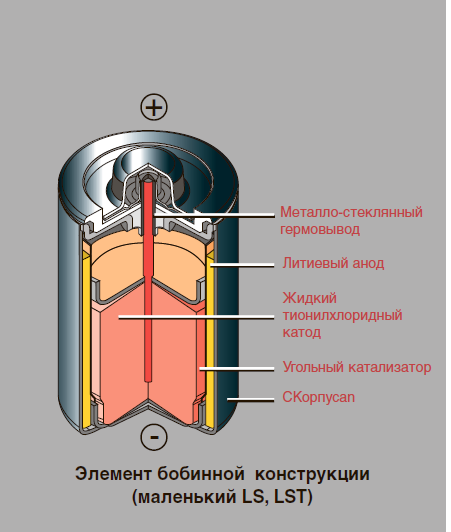 +
Металло-стеклянный
гермовывод
Литиевый анод
Жидкий
тионилхлоридный
катод
Угольный катализатор
СКорпусan
-
Элемент бобинной конструкции
(маленький LS, LST)